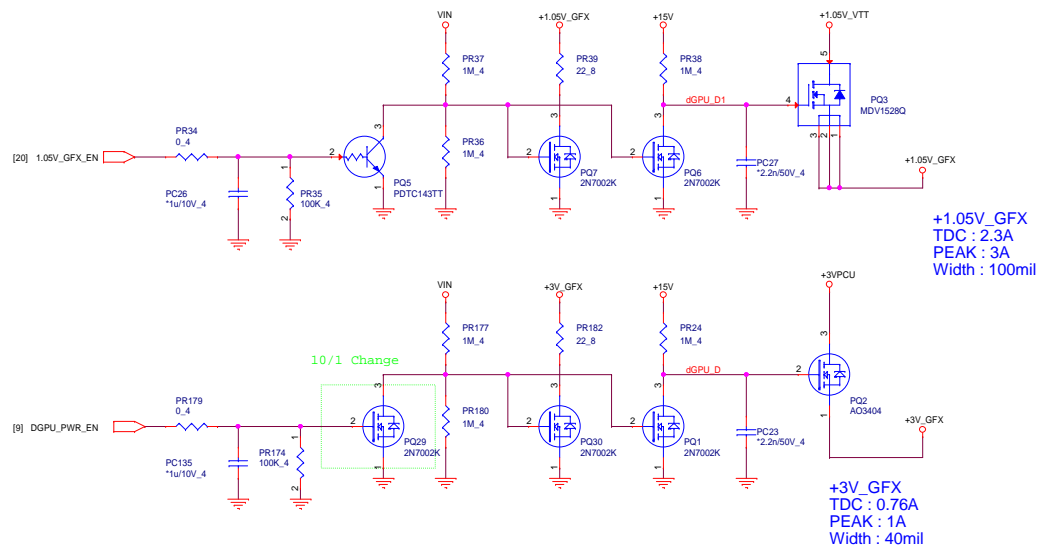 VIN
+1.05V_GFX
+15V
+1.05V_VTT
PR37
1M_4
PR39
22_8
PR38
1M_4
5
dGPU_D1
4
PQ3
MDV1528Q
3
2
1
PR34
0_4
[20] 1.05V_GFX_EN
2
3
1
PQ5
PDTC143TT
PR36
1M_4
2
3
1
PQ7
2N7002K
2
3
1
PQ6
2N7002K
PC27
*2.2n/50V_4
+1.05V_GFX
PC26
*1u/10V_4
1
PR35
100K_4
2
+1.05V_GFX
TDC : 2.3A
PEAK : 3A
Width : 100mil
VIN
+3V_GFX
+15V
+3VPCU
PR177
1M_4
PR182
22_8
PR24
1M_4
10/1 Change
dGPU_D
3
2
1
PQ2
AO3404
PR179
0_4
[9] DGPU_PWR_EN
2
3
1
PQ29
2N7002K
PR180
1M_4
2
3
1
PQ30
2N7002K
2
3
1
PQ1
2N7002K
PC23
*2.2n/50V_4
+3V_GFX
PC135
*1u/10V_4
1
PR174
100K_4
2
+3V_GFX
TDC : 0.76A
PEAK : 1A
Width : 40mil